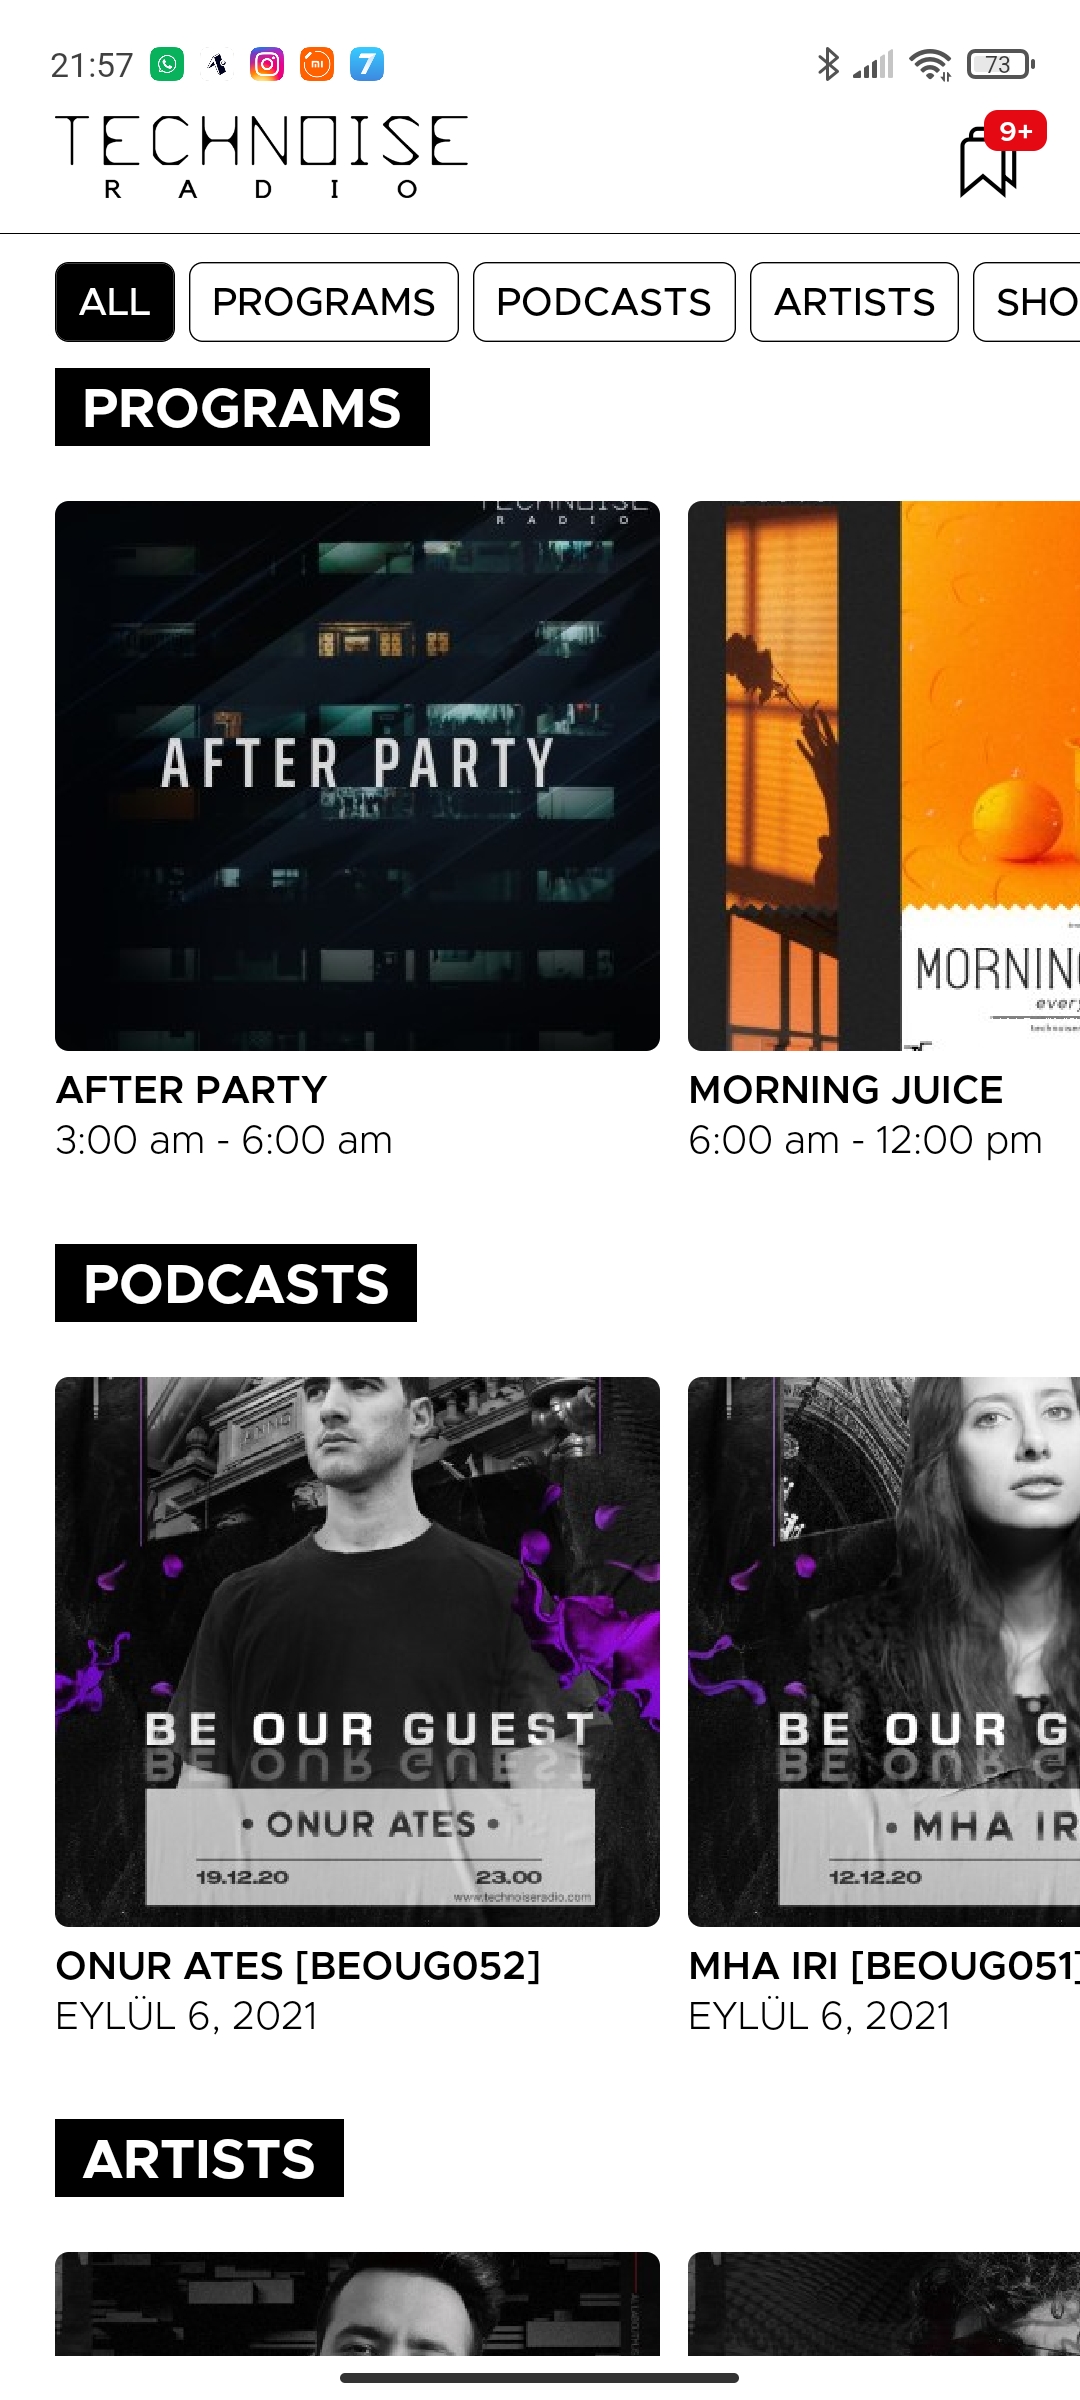 21:57
73
TECHNOISE
RADIO
9+
ALL PROGRAMS PODCASTS ARTISTS SHO
PROGRAMS
TECHNOISE
RADIO
AFTER PARTY
MORNING
every
AFTER PARTY
3:00 am - 6:00 am
MORNING JUICE
6:00 am - 12:00 pm
PODCASTS
BE OUR GUEST
• ONUR ATES •
19.12.20 23.00
www.technoiseradio.com
BE OUR G
• MHA IR
12.12.20
ONUR ATES [BEOUG052]
EYLÜL 6, 2021
MHA IRI [BEOUG051]
EYLÜL 6, 2021
ARTISTS